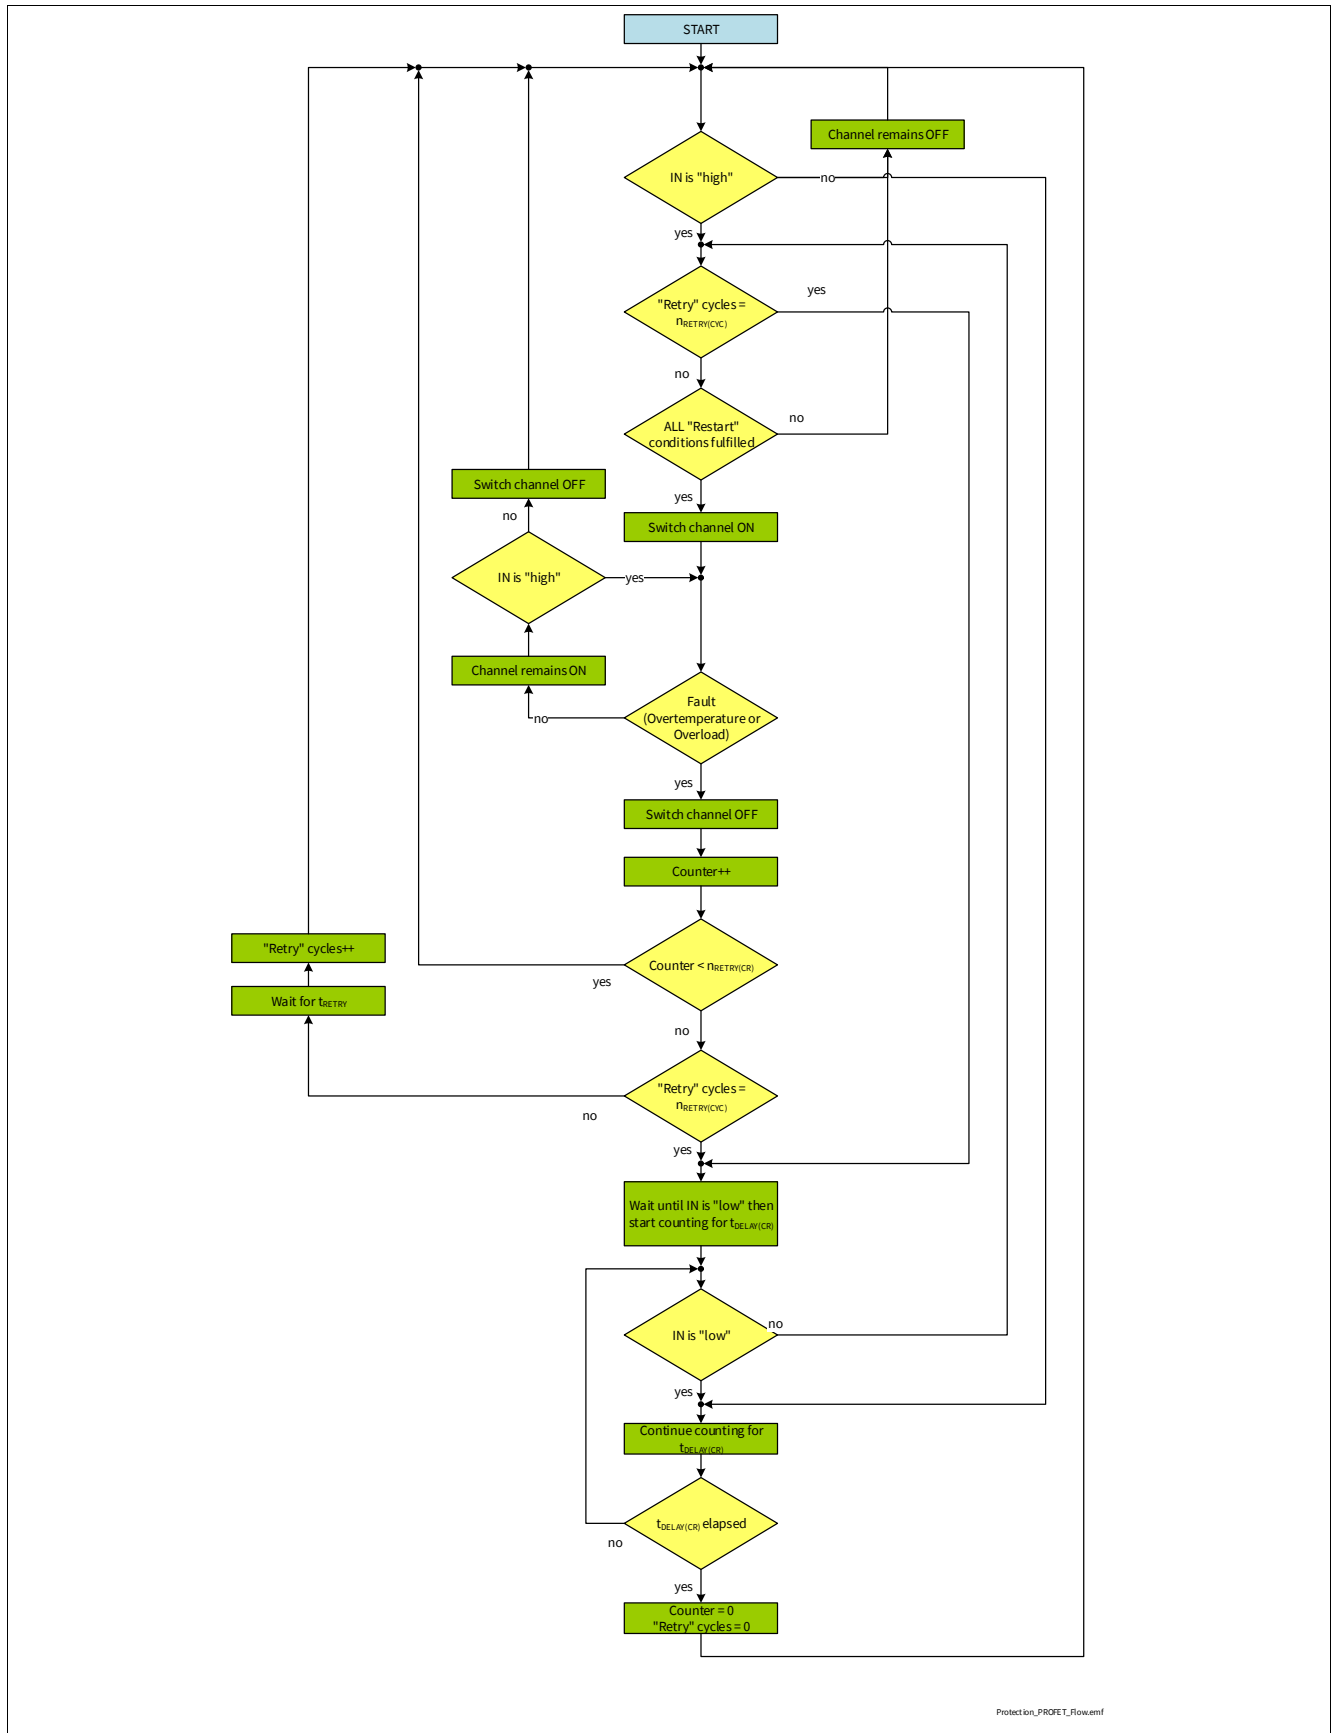 START
Channel remains OFF
IN is "high"
no
yes
"Retry" cycles =
nRETRY(CYC)
yes
no
ALL "Restart"
conditions fulfilled
no
yes
Switch channel OFF
no
Switch channel ON
IN is "high"
yes
Channel remains ON
Fault
(Overtemperature or
Overload)
no
yes
Switch channel OFF
Counter++
"Retry" cycles++
Counter < nRETRY(CR)
yes
Wait for tRETRY
no
"Retry" cycles =
nRETRY(CYC)
no
yes
Wait until IN is "low" then
start counting for tDELAY(CR)
IN is "low"
no
yes
Continue counting for
tDELAY(CR)
tDELAY(CR) elapsed
no
yes
Counter = 0
"Retry" cycles = 0
Protection_PROFET_Flow.emf